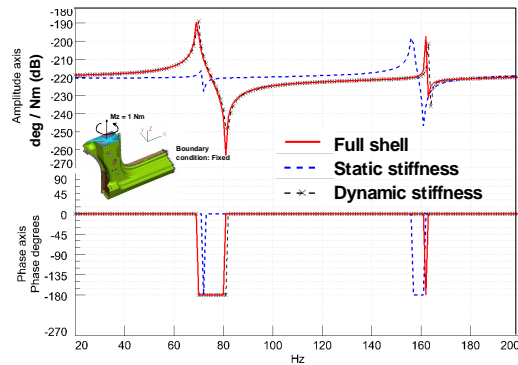 Amplitude axis
deg / Nm (dB)
-180
-190
-200
-210
-220
-230
-240
-250
-260
-270
Mz = 1 Nm
Z
Y
X
Boundary
condition: Fixed
Full shell
Static stiffness
Dynamic stiffness
Phase axis
Phase degrees
90
45
0
-45
-90
-135
-180
-270
20
40
60
80
100
120
140
160
180
200
Hz